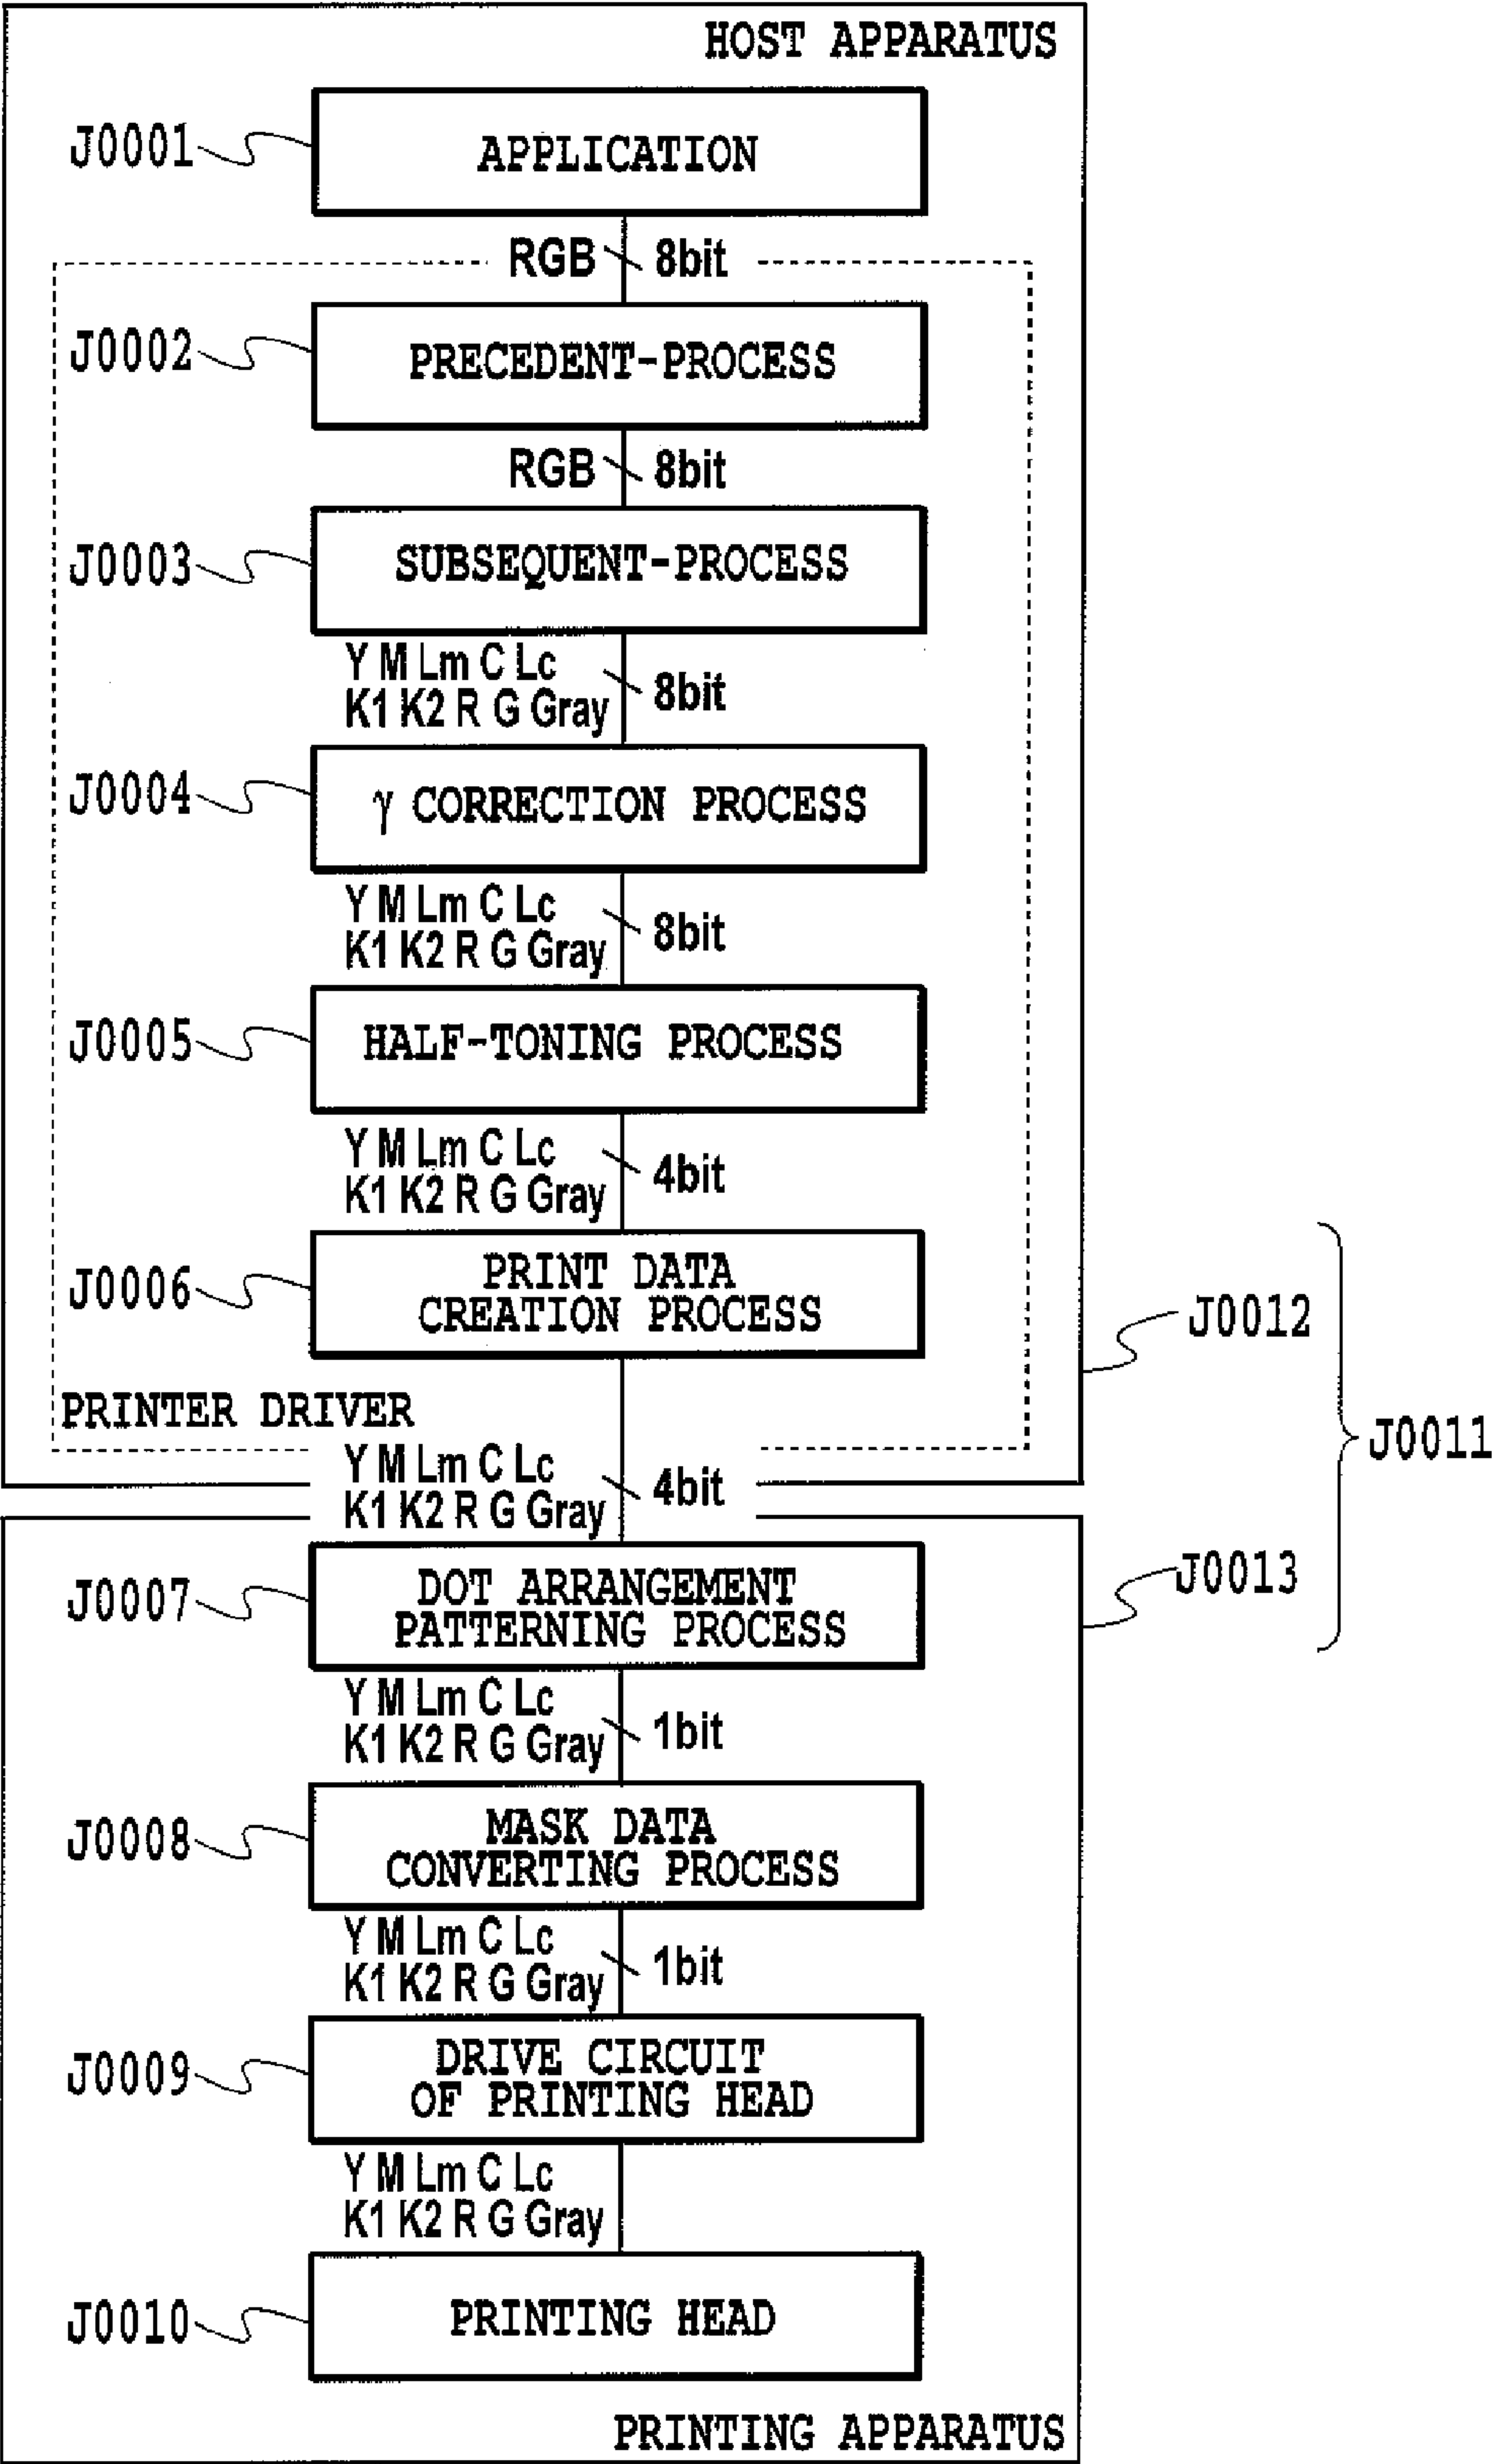 HOST APPARATUS
J0001
APPLICATION
RGB 8bit
J0002
PRECEDENT-PROCESS
RGB 8bit
J0003
SUBSEQUENT-PROCESS
Y M Lm C Lc
K1 K2 R G Gray
8bit
J0004
γ CORRECTION PROCESS
Y M Lm C Lc
K1 K2 R G Gray
8bit
J0005
HALF-TONING PROCESS
Y M Lm C Lc
K1 K2 R G Gray
4bit
J0006
PRINT DATA
CREATION PROCESS
J0012
PRINTER DRIVER
J0011
Y M Lm C Lc
K1 K2 R G Gray
4bit
J0007
DOT ARRANGEMENT
PATTERNING PROCESS
J0013
Y M Lm C Lc
K1 K2 R G Gray
1bit
J0008
MASK DATA
CONVERTING PROCESS
Y M Lm C Lc
K1 K2 R G Gray
1bit
J0009
DRIVE CIRCUIT
OF PRINTING HEAD
Y M Lm C Lc
K1 K2 R G Gray
J0010
PRINTING HEAD
PRINTING APPARATUS